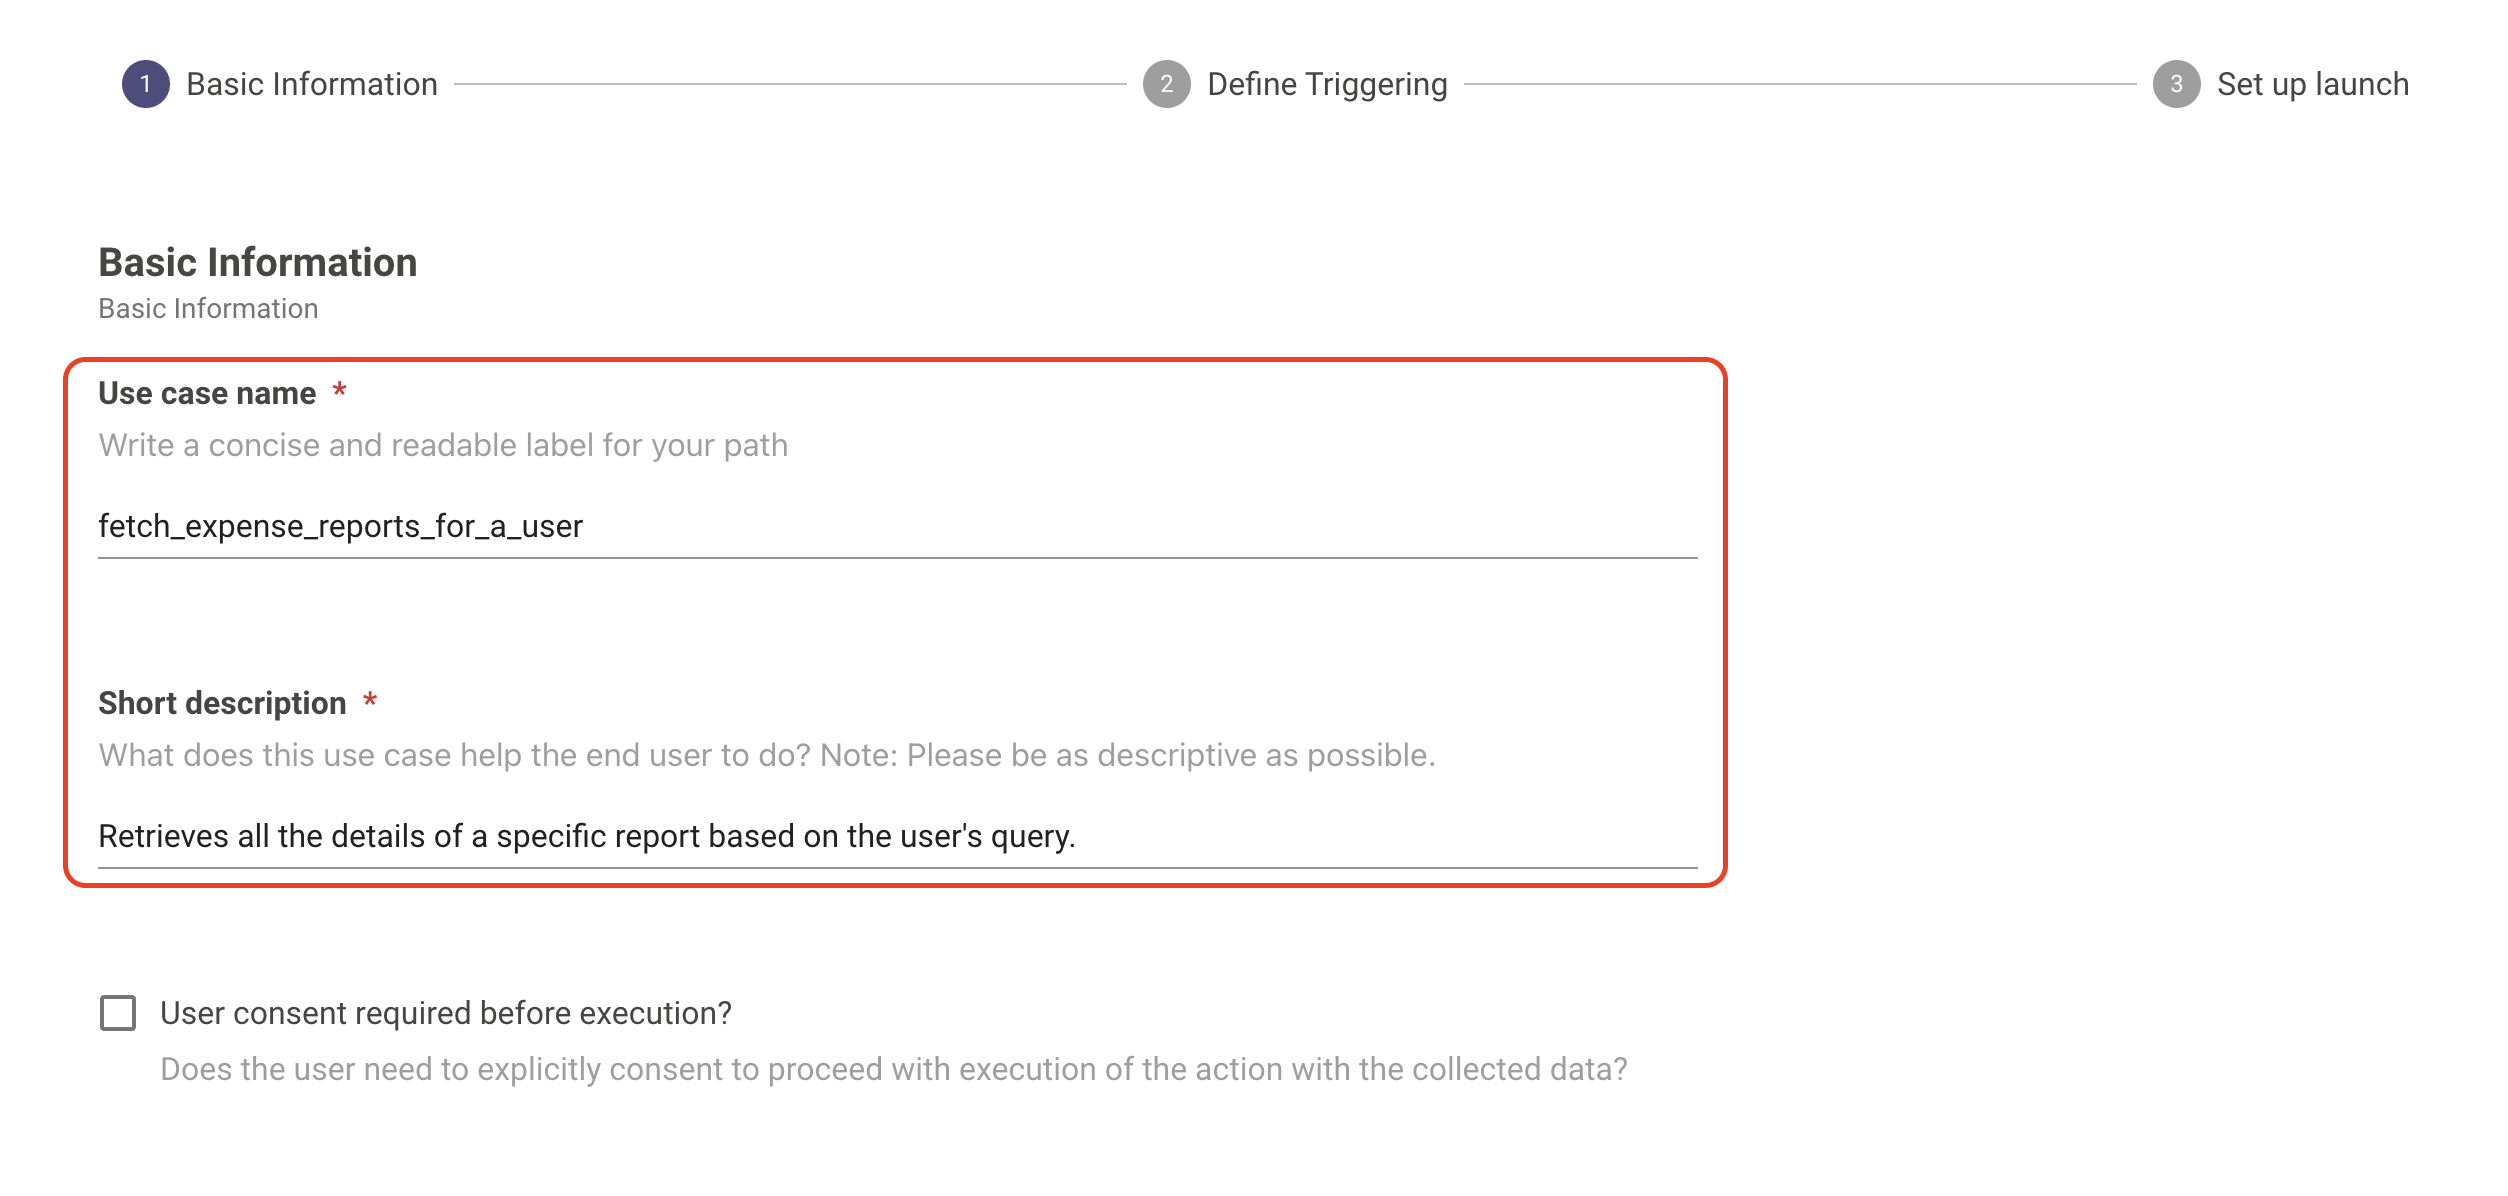 1 Basic Information 2 Define Triggering 3 Set up launch
Basic Information
Basic Information
Use case name *
Write a concise and readable label for your path
fetch_expense_reports_for_a_user
Short description *
What does this use case help the end user to do? Note: Please be as descriptive as possible.
Retrieves all the details of a specific report based on the user's query.
User consent required before execution?
Does the user need to explicitly consent to proceed with execution of the action with the collected data?